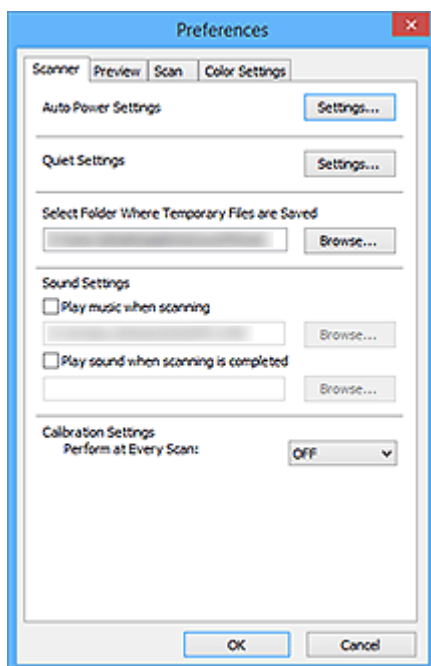 Preferences
Scanner Preview Scan Color Settings
Auto Power Settings Settings...
Quiet Settings Settings...
Select Folder Where Temporary Files are Saved
Browse...
Sound Settings
Play music when scanning
Browse...
Play sound when scanning is completed
Browse...
Calibration Settings
Perform at Every Scan: OFF
OK Cancel